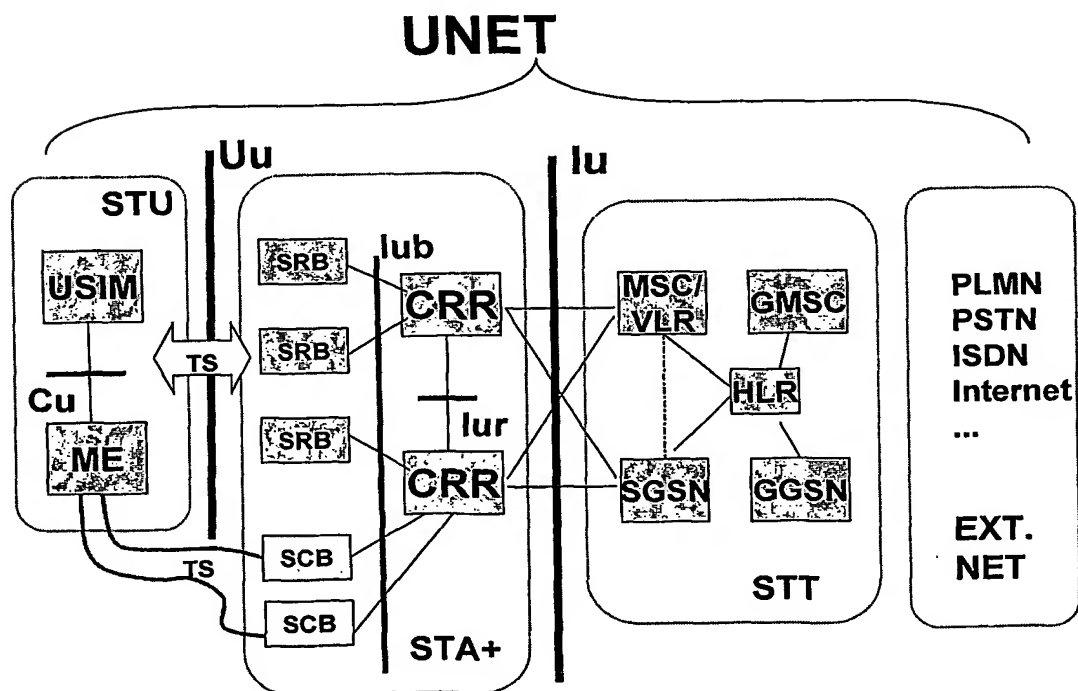 UNET
Uu
Iu
STU
USIM
Cu
ME
TS
TS
SRB
SRB
SRB
SCB
SCB
Iub
CRR
Iur
CRR
STA+
MSC/
VLR
GMSC
HLR
SGSN
GGSN
STT
PLMN
PSTN
ISDN
Internet
...
EXT.
NET